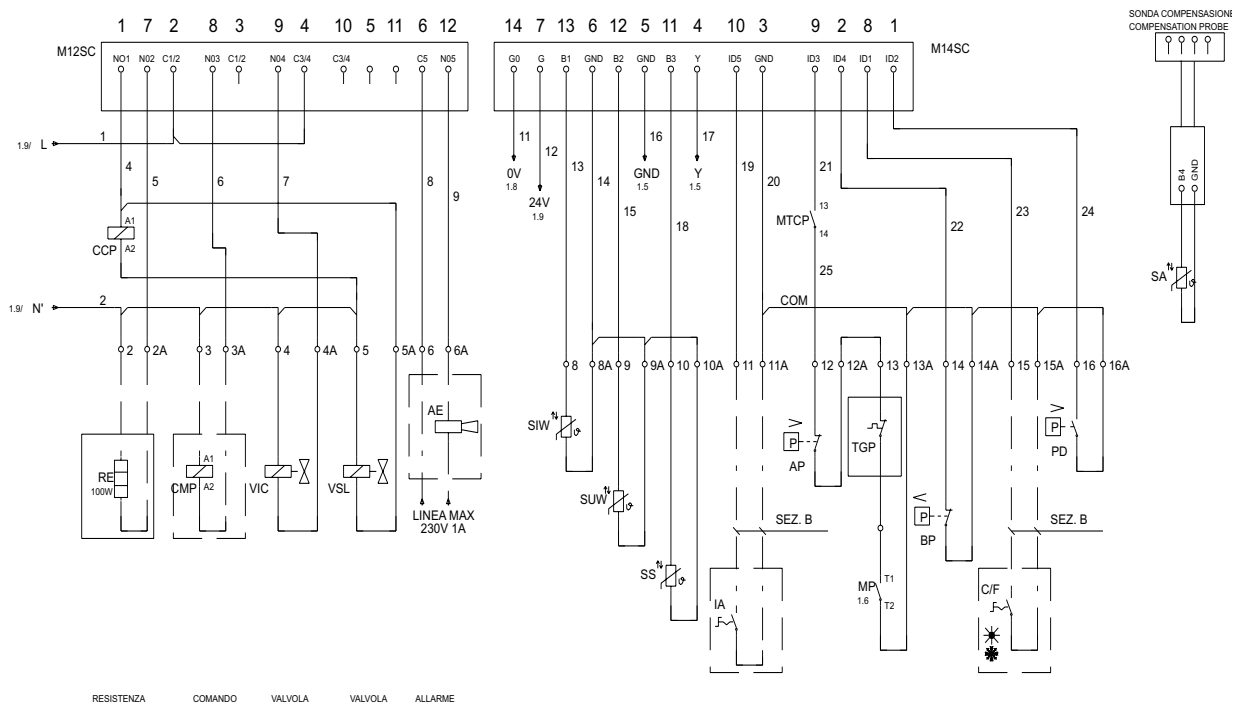 SONDA COMPENSASIONE
COMPENSATION PROBE
1 7 2 8 3 9 4 10 5 11 6 12
14 7 13 6 12 5 11 4 10 3 9 2 8 1
M12SC
M14SC
NO1 N02 C1/2 N03 C1/2 N04 C3/4 C3/4 C5 N05
G0 G B1 GND B2 GND B3 Y ID5 GND ID3 ID4 ID1 ID2
1.9/ L 1
4 5 6 7 8 9
11 12 13 14 15 16 17 18 19 20 21 22 23 24
0V
1.8
24V
1.9
GND
1.5
Y
1.5
B4
GND
SA
MTCP
13
14
25
CCP
A1
A2
1.9/ N' 2
COM
2 2A 3 3A 4 4A 5 5A 6 6A
8 8A 9 9A 10 10A 11 11A 12 12A 13 13A 14 14A 15 15A 16 16A
AE
RE
100W
CMP
A1
A2
VIC
VSL
LINEA MAX
230V 1A
SIW
SUW
SS
P
AP
TGP
P
BP
P
PD
SEZ. B
SEZ. B
IA
MP
1.6
T1
T2
C/F
RESISTENZA COMANDO VALVOLA VALVOLA ALLARME